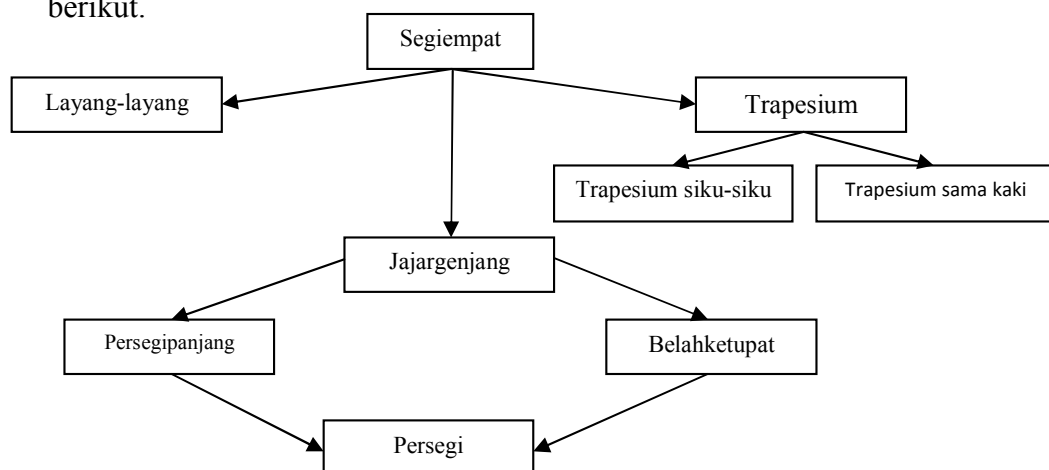 berikut.
Segiempat
Layang-layang
Trapesium
Trapesium siku-siku
Trapesium sama kaki
Jajargenjang
Persegipanjang
Belahketupat
Persegi